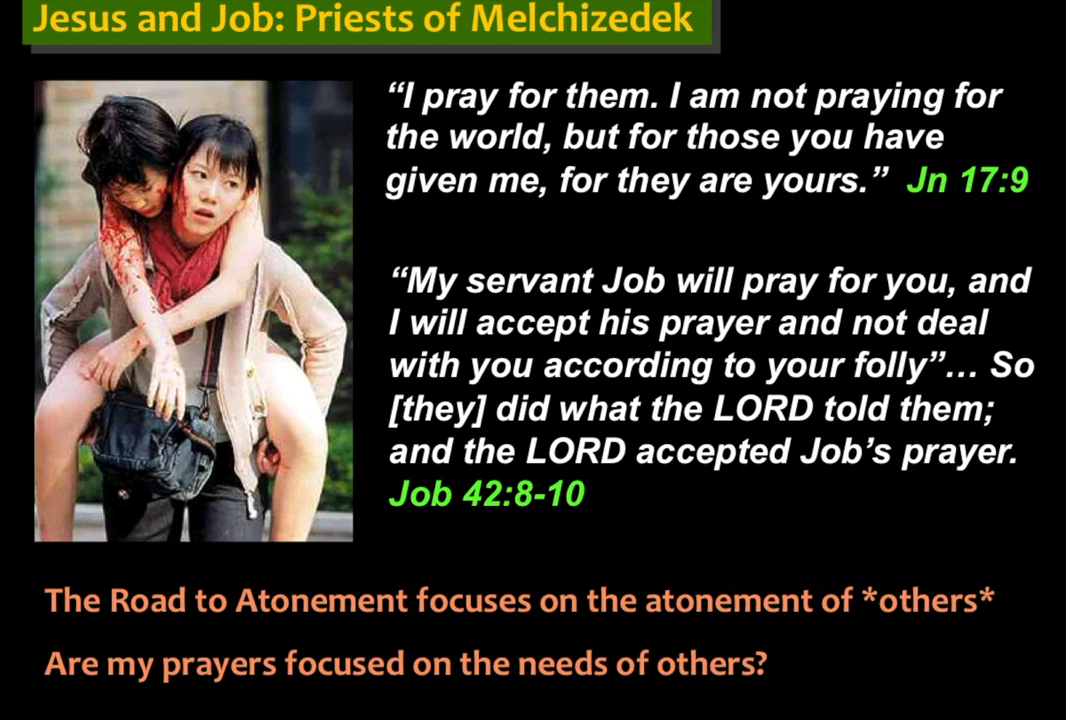 Jesus and Job: Priests of Melchizedek
“I pray for them. I am not praying for
the world, but for those you have
given me, for they are yours.” Jn 17:9
“My servant Job will pray for you, and
I will accept his prayer and not deal
with you according to your folly”… So
[they] did what the LORD told them;
and the LORD accepted Job’s prayer.
Job 42:8-10
The Road to Atonement focuses on the atonement of *others*
Are my prayers focused on the needs of others?